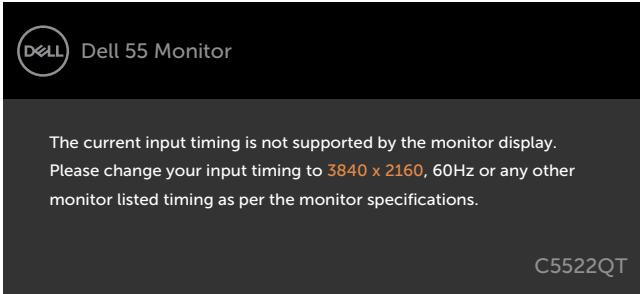 DELL Dell 55 Monitor
The current input timing is not supported by the monitor display.
Please change your input timing to 3840 x 2160, 60Hz or any other
monitor listed timing as per the monitor specifications.
C5522QT